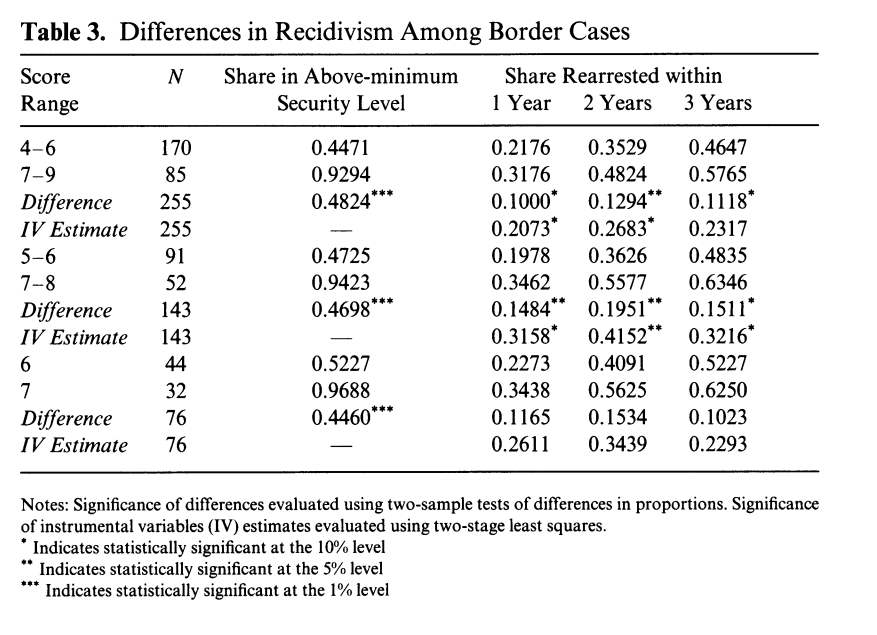 Table 3. Differences in Recidivism Among Border Cases
Score N Share in Above-minimum Share Rearrested within
Range Security Level 1 Year 2 Years 3 Years
4–6 170 0.4471 0.2176 0.3529 0.4647
7–9 85 0.9294 0.3176 0.4824 0.5765
Difference 255 0.4824*** 0.1000* 0.1294** 0.1118*
IV Estimate 255 — 0.2073* 0.2683* 0.2317
5–6 91 0.4725 0.1978 0.3626 0.4835
7–8 52 0.9423 0.3462 0.5577 0.6346
Difference 143 0.4698*** 0.1484** 0.1951** 0.1511*
IV Estimate 143 — 0.3158* 0.4152** 0.3216*
6 44 0.5227 0.2273 0.4091 0.5227
7 32 0.9688 0.3438 0.5625 0.6250
Difference 76 0.4460*** 0.1165 0.1534 0.1023
IV Estimate 76 — 0.2611 0.3439 0.2293
Notes: Significance of differences evaluated using two-sample tests of differences in proportions. Significance
of instrumental variables (IV) estimates evaluated using two-stage least squares.
* Indicates statistically significant at the 10% level
** Indicates statistically significant at the 5% level
*** Indicates statistically significant at the 1% level